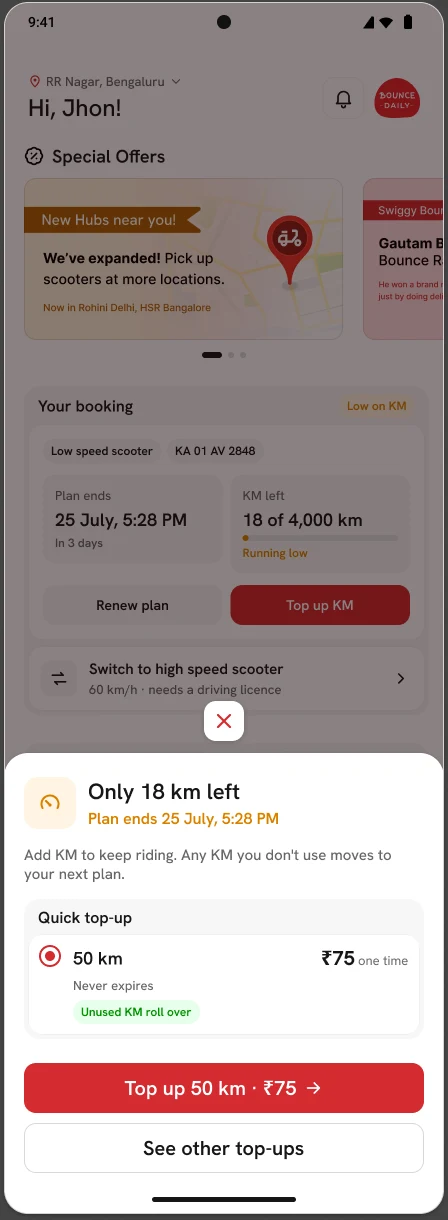 9:41
RR Nagar, Bengaluru
Hi, Jhon!
BOUNCE
·DAILY·
Special Offers
New Hubs near you!
We've expanded! Pick up
scooters at more locations.
Now in Rohini Delhi, HSR Bangalore
Swiggy Boun
Gautam B
Bounce R
He won a brand n
just by doing deli
Your booking
Low on KM
Low speed scooter
KA 01 AV 2848
Plan ends
25 July, 5:28 PM
In 3 days
KM left
18 of 4,000 km
Running low
Renew plan
Top up KM
Switch to high speed scooter
60 km/h · needs a driving licence
Only 18 km left
Plan ends 25 July, 5:28 PM
Add KM to keep riding. Any KM you don't use moves to
your next plan.
Quick top-up
50 km
₹75 one time
Never expires
Unused KM roll over
Top up 50 km · ₹75 →
See other top-ups